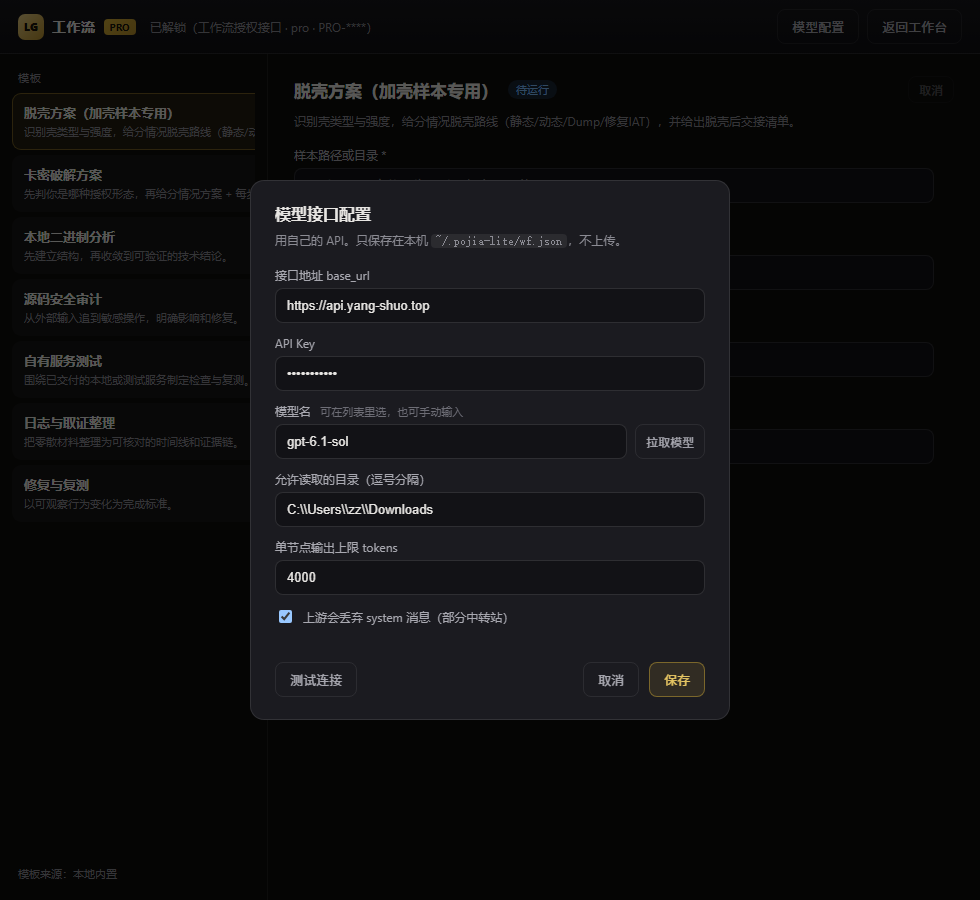 LG 工作流 PRO 已解锁（工作流授权接口 · pro · PRO-****） 模型配置 返回工作台
模板
脱壳方案（加壳样本专用）
识别壳类型与强度，给分情况脱壳路线（静态/动
卡密破解方案
先判你是哪种授权形态，再给分情况方案 + 每
本地二进制分析
先建立结构，再收敛到可验证的技术结论。
源码安全审计
从外部输入追到敏感操作，明确影响和修复。
自有服务测试
围绕已交付的本地或测试服务制定检查与复测。
日志与取证整理
把零散材料整理为可核对的时间线和证据链。
修复与复测
以可观察行为变化为完成标准。
模板来源：本地内置
脱壳方案（加壳样本专用） 待运行 取消
识别壳类型与强度，给分情况脱壳路线（静态/动态/Dump/修复IAT），并给出脱壳后交接清单。
样本路径或目录 *
模型接口配置
用自己的 API。只保存在本机 ~/.pojia-lite/wf.json，不上传。
接口地址 base_url
https://api.yang-shuo.top
API Key
•••••••••••
模型名 可在列表里选，也可手动输入
gpt-6.1-sol 拉取模型
允许读取的目录（逗号分隔）
C:\\Users\\zz\\Downloads
单节点输出上限 tokens
4000
上游会丢弃 system 消息（部分中转站）
测试连接 取消 保存